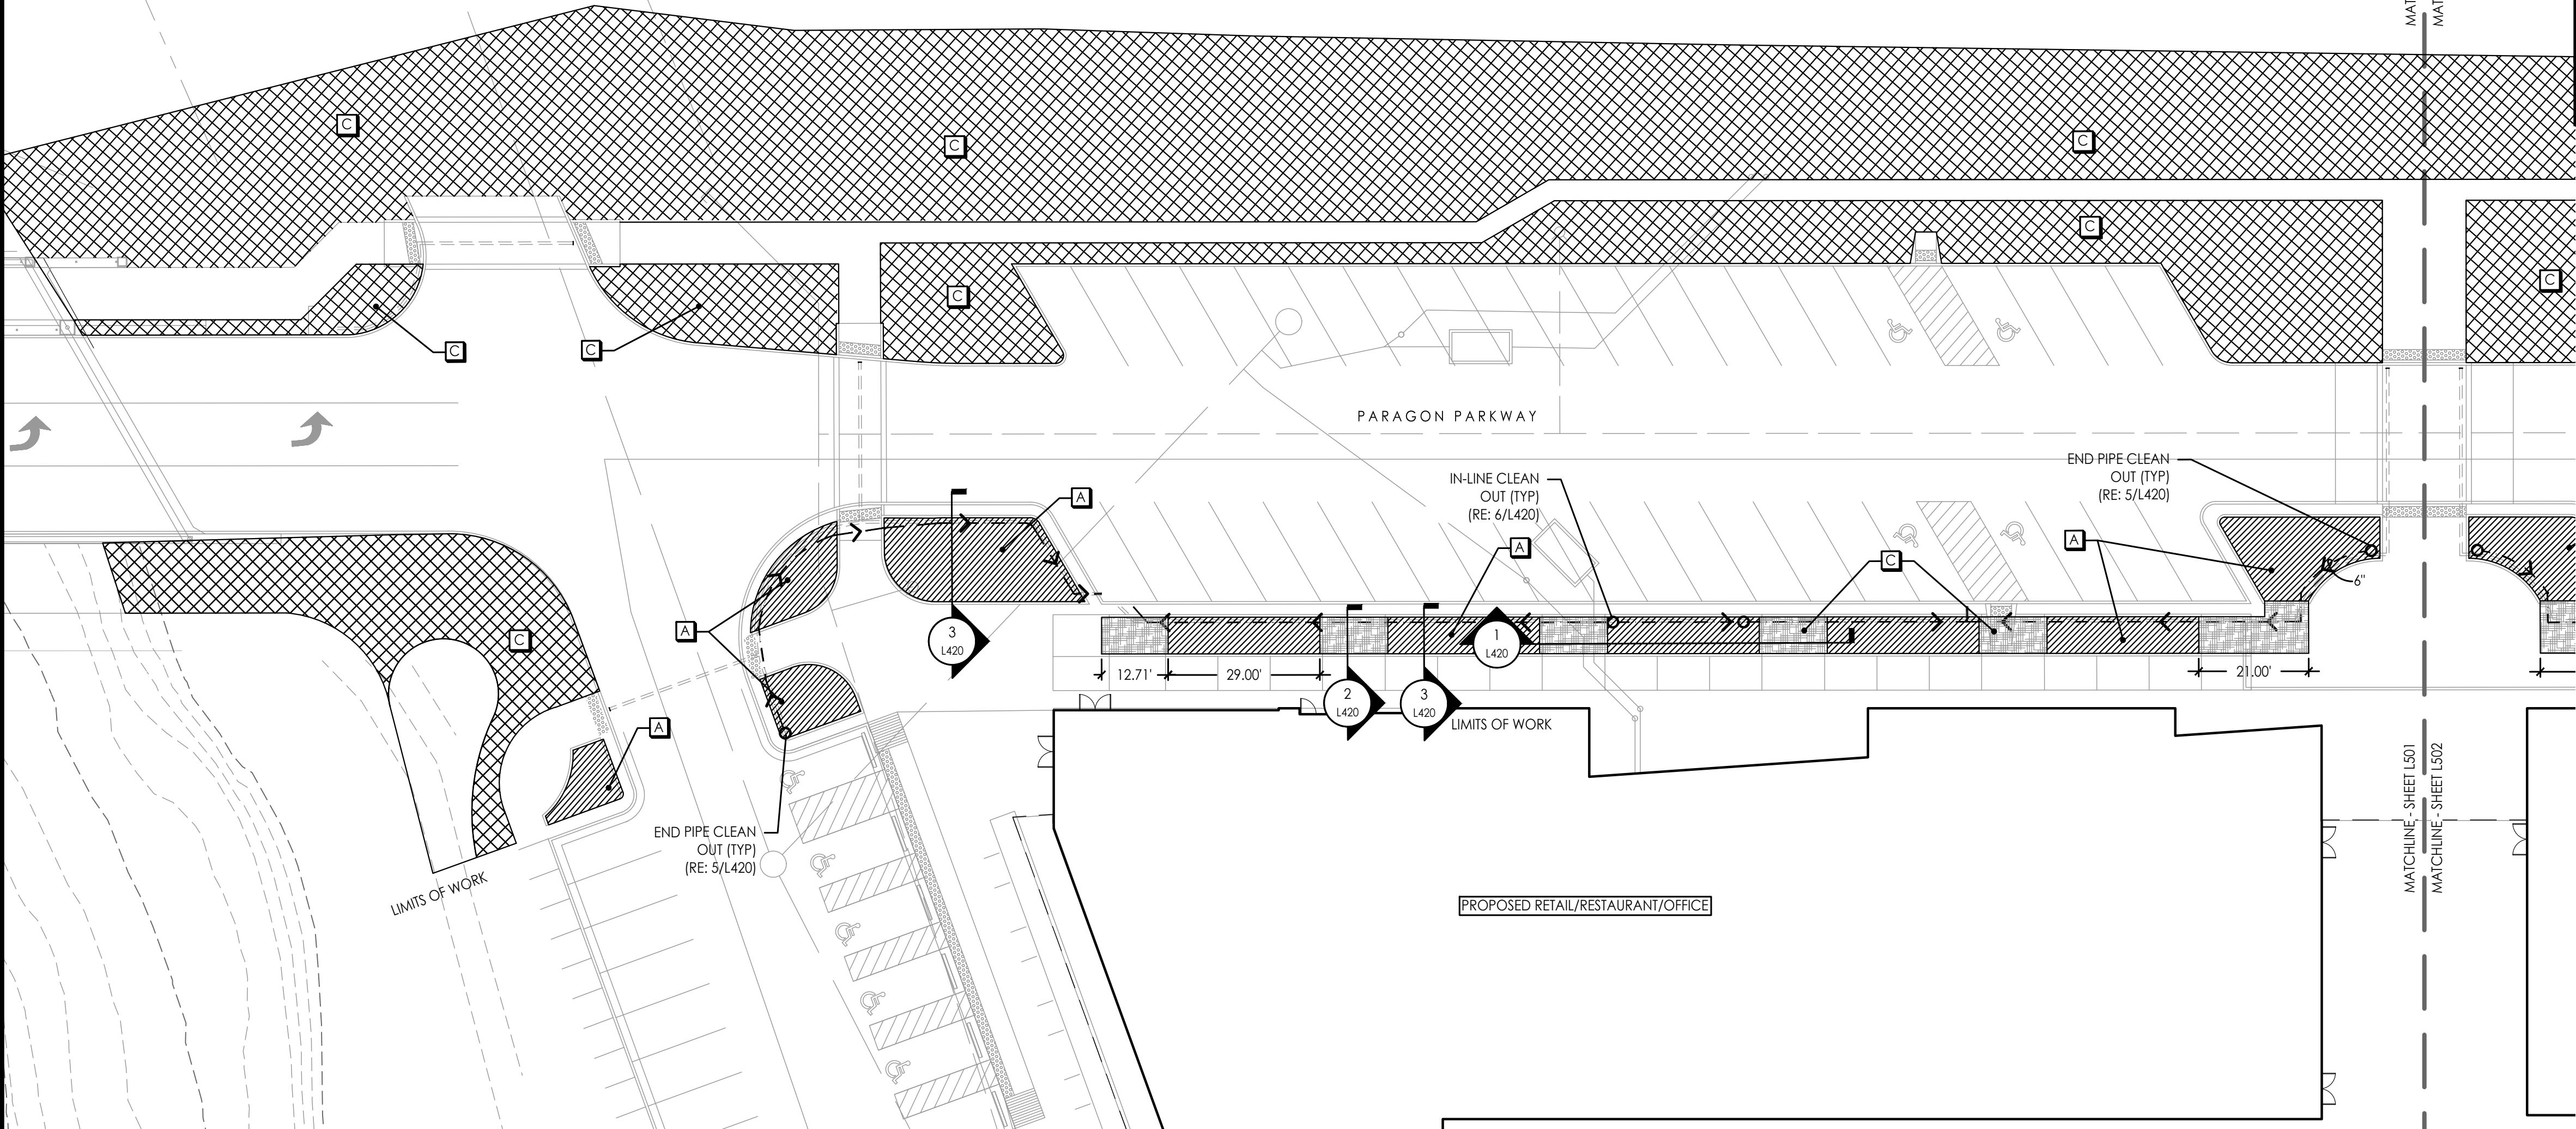 MAT
MAT
C
C
C
C
C
C
C
C
PARAGON PARKWAY
END PIPE CLEAN
OUT (TYP)
(RE: 5/L420)
IN-LINE CLEAN
OUT (TYP)
(RE: 6/L420)
A
A
A
C
6"
A
3
L420
1
L420
C
12.71'
29.00'
21.00'
2
L420
3
L420
LIMITS OF WORK
A
END PIPE CLEAN
OUT (TYP)
(RE: 5/L420)
LIMITS OF WORK
PROPOSED RETAIL/RESTAURANT/OFFICE
MATCHLINE - SHEET L501
MATCHLINE - SHEET L502